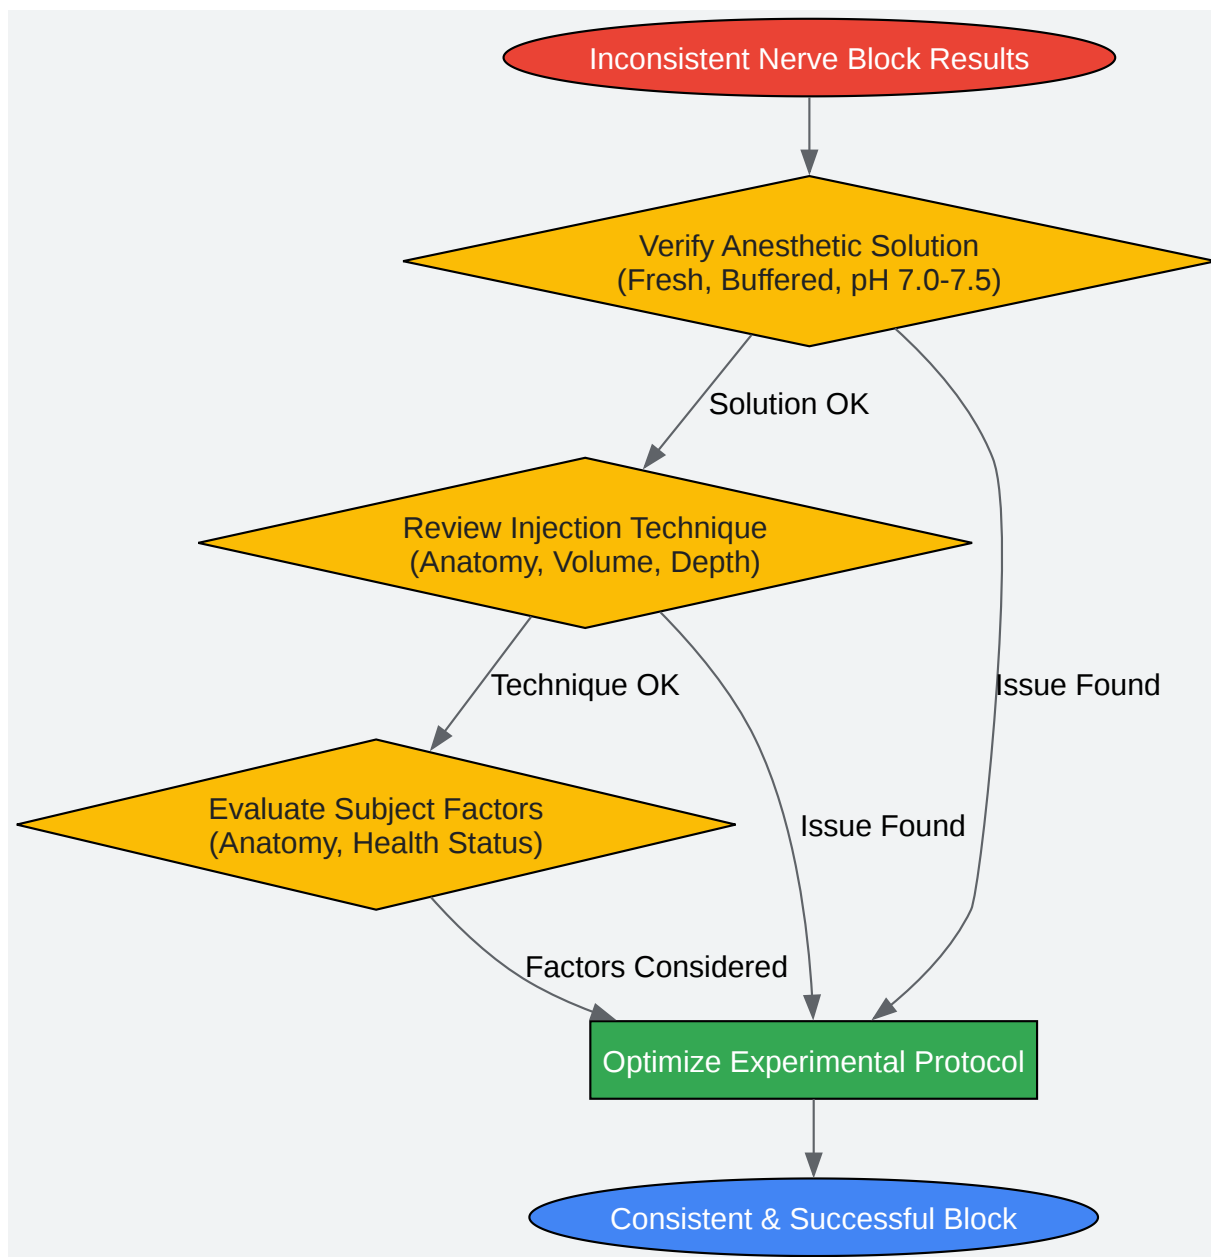 Inconsistent Nerve Block Results
Verify Anesthetic Solution
(Fresh, Buffered, pH 7.0-7.5)
Solution OK
Review Injection Technique
(Anatomy, Volume, Depth)
Technique OK
Issue Found
Evaluate Subject Factors
(Anatomy, Health Status)
Issue Found
Factors Considered
Optimize Experimental Protocol
Consistent & Successful Block